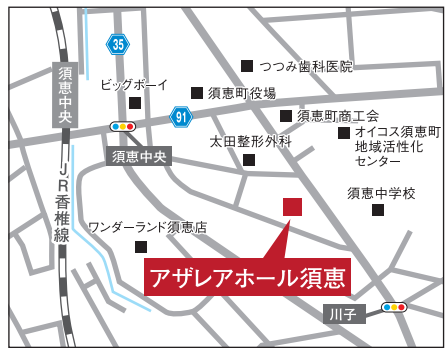 35
つつみ歯科医院
須恵中央
ビッグボーイ
須恵町役場
91
須恵町商工会
オイコス須恵町
地域活性化
センター
太田整形外科
須恵中央
JR香椎線
須恵中学校
ワンダーランド須恵店
アザレアホール須恵
川子